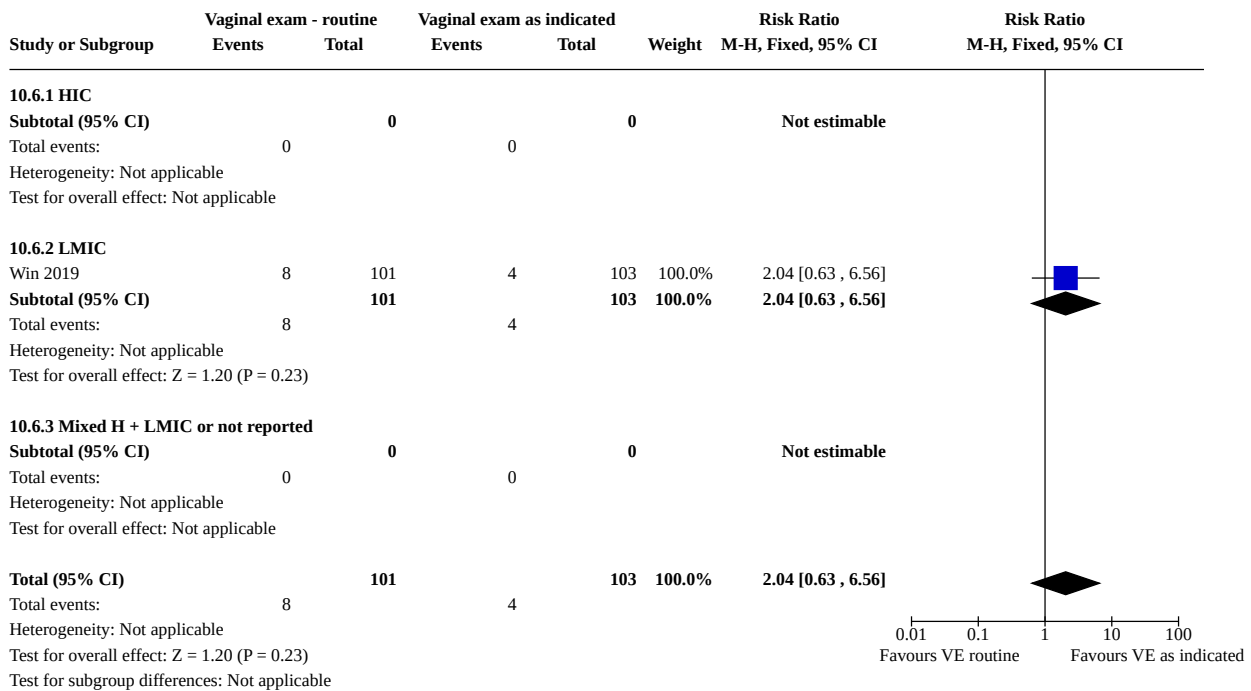 Vaginal exam - routine Vaginal exam as indicated Risk Ratio Risk Ratio
Study or Subgroup Events Total Events Total Weight M-H, Fixed, 95% CI M-H, Fixed, 95% CI
10.6.1 HIC
Subtotal (95% CI) 0 0 Not estimable
Total events: 0 0
Heterogeneity: Not applicable
Test for overall effect: Not applicable
10.6.2 LMIC
Win 2019 8 101 4 103 100.0% 2.04 [0.63 , 6.56]
Subtotal (95% CI) 101 103 100.0% 2.04 [0.63 , 6.56]
Total events: 8 4
Heterogeneity: Not applicable
Test for overall effect: Z = 1.20 (P = 0.23)
10.6.3 Mixed H + LMIC or not reported
Subtotal (95% CI) 0 0 Not estimable
Total events: 0 0
Heterogeneity: Not applicable
Test for overall effect: Not applicable
Total (95% CI) 101 103 100.0% 2.04 [0.63 , 6.56]
Total events: 8 4
Heterogeneity: Not applicable 0.01 0.1 1 10 100
Test for overall effect: Z = 1.20 (P = 0.23) Favours VE routine Favours VE as indicated
Test for subgroup differences: Not applicable